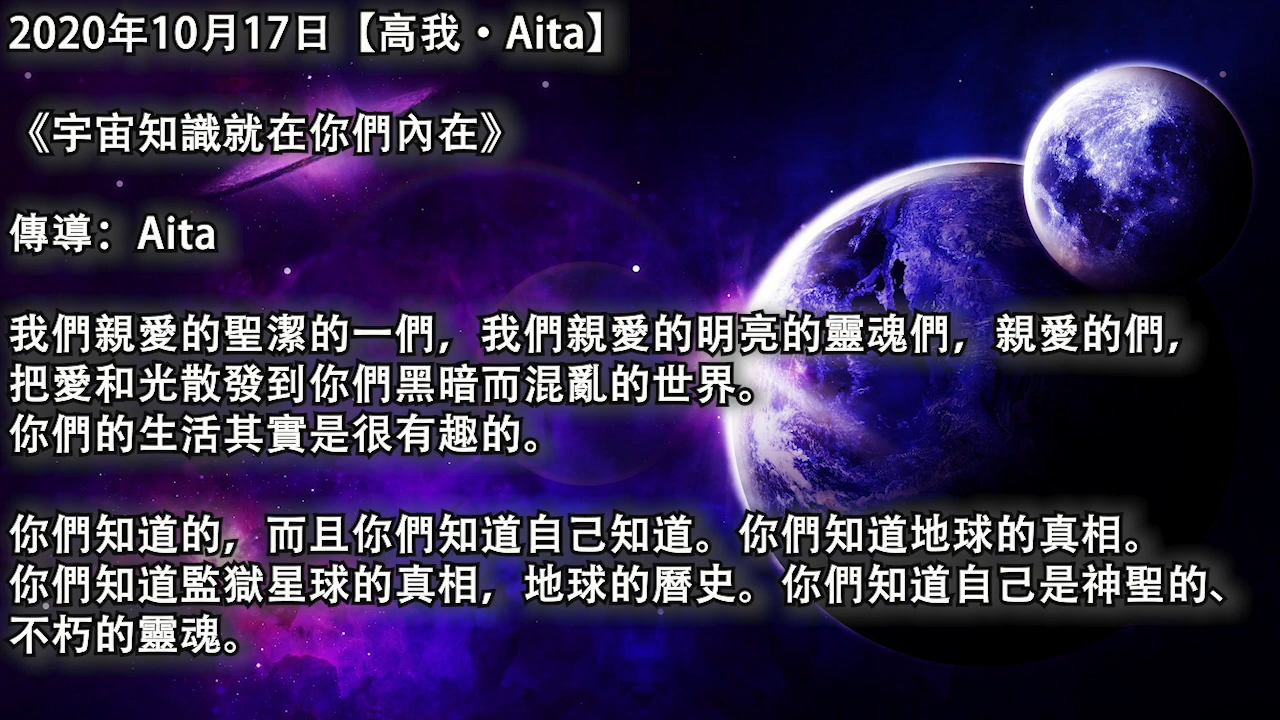 2020年10月17日【高我·Aita】
《宇宙知識就在你們內在》
傳導：Aita
我們親愛的聖潔的一們，我們親愛的明亮的靈魂們，親愛的們，
把愛和光散發到你們黑暗而混亂的世界。
你們的生活其實是很有趣的。
你們知道的，而且你們知道自己知道。你們知道地球的真相。
你們知道監獄星球的真相，地球的曆史。你們知道自己是神聖的、
不朽的靈魂。